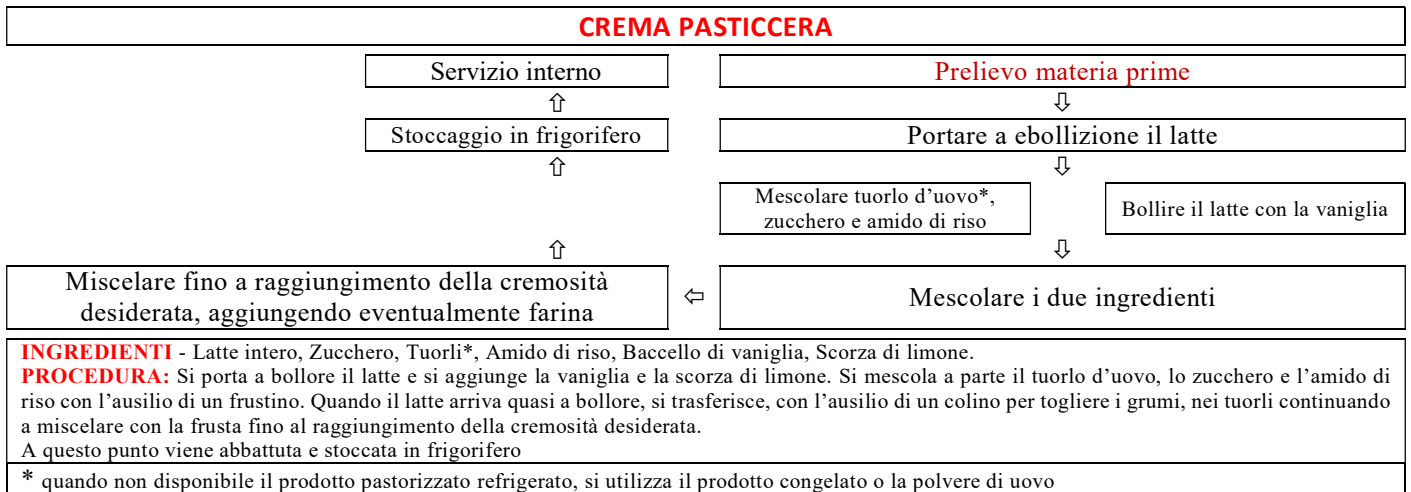 CREMA PASTICCERA
Servizio interno
Prelievo materia prime
⇧
⇩
Stoccaggio in frigorifero
Portare a ebollizione il latte
⇧
⇩
Mescolare tuorlo d’uovo*,
zucchero e amido di riso
Bollire il latte con la vaniglia
⇧
⇩
Miscelare fino a raggiungimento della cremosità
desiderata, aggiungendo eventualmente farina
⇦
Mescolare i due ingredienti
INGREDIENTI - Latte intero, Zucchero, Tuorli*, Amido di riso, Baccello di vaniglia, Scorza di limone.
PROCEDURA: Si porta a bollore il latte e si aggiunge la vaniglia e la scorza di limone. Si mescola a parte il tuorlo d’uovo, lo zucchero e l’amido di
riso con l’ausilio di un frustino. Quando il latte arriva quasi a bollore, si trasferisce, con l’ausilio di un colino per togliere i grumi, nei tuorli continuando
a miscelare con la frusta fino al raggiungimento della cremosità desiderata.
A questo punto viene abbattuta e stoccata in frigorifero
* quando non disponibile il prodotto pastorizzato refrigerato, si utilizza il prodotto congelato o la polvere di uovo